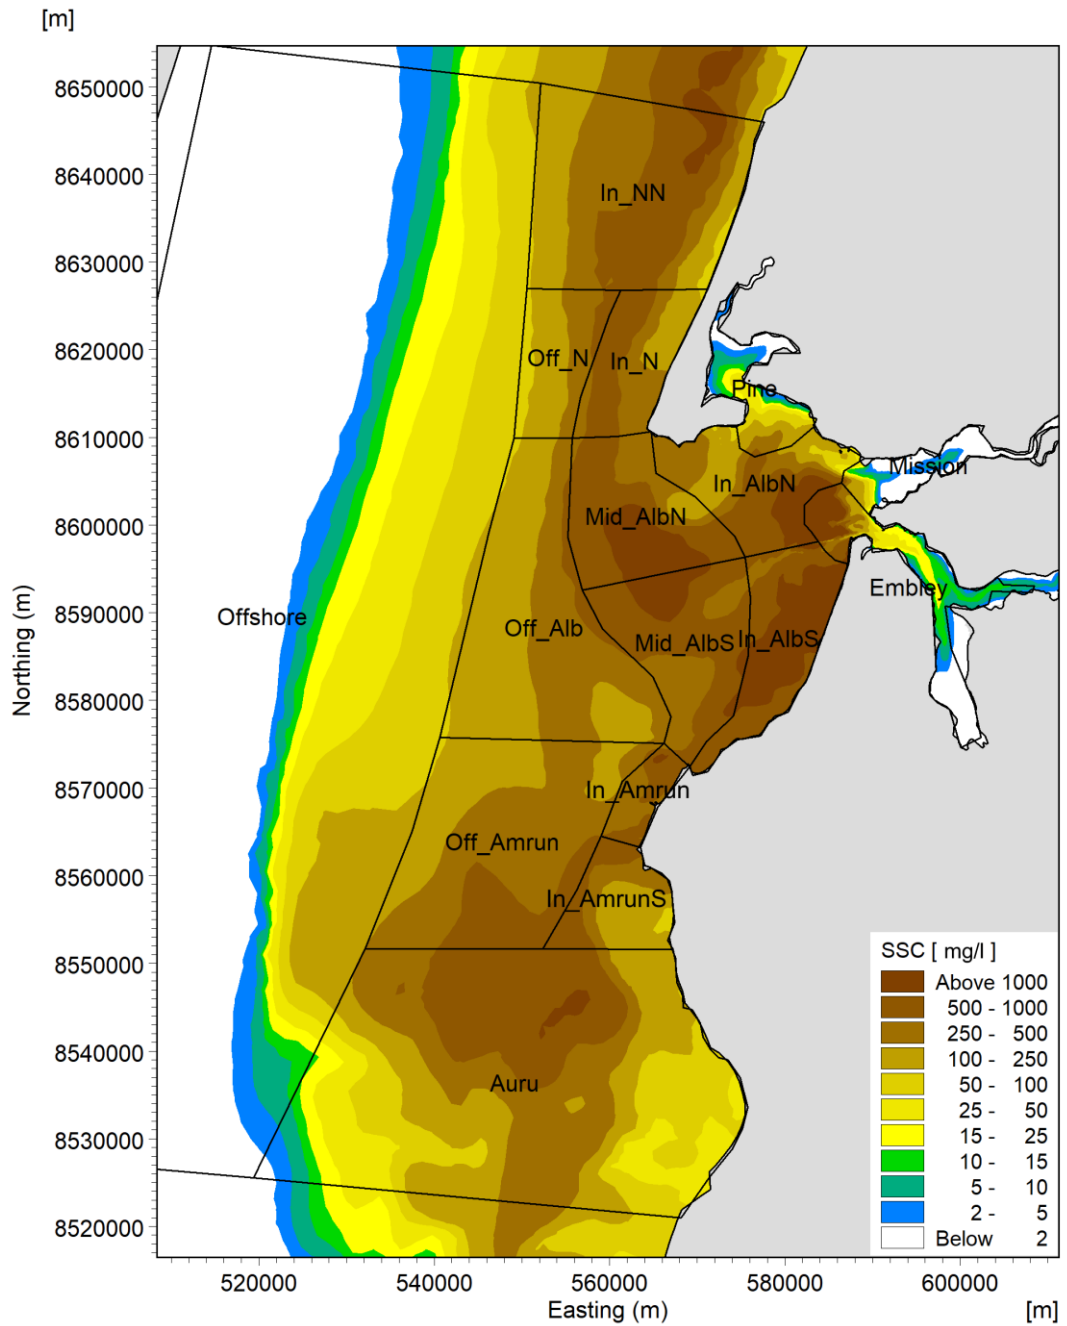 [m]
8650000
8640000
In_NN
8630000
8620000
Off_N
In_N
Pine
8610000
Mission
In_AlbN
Mid_AlbN
8600000
8590000
Embley
Offshore
Off_Alb
Mid_AlbS
In_AlbS
Northing (m)
8580000
8570000
In_Amrun
Off_Amrun
8560000
In_AmrunS
8550000
SSC [ mg/l ]
Above 1000
500 - 1000
250 - 500
100 - 250
50 - 100
25 - 50
15 - 25
10 - 15
5 - 10
2 - 5
Below 2
8540000
Auru
8530000
8520000
520000
540000
560000
580000
600000
Easting (m)
[m]